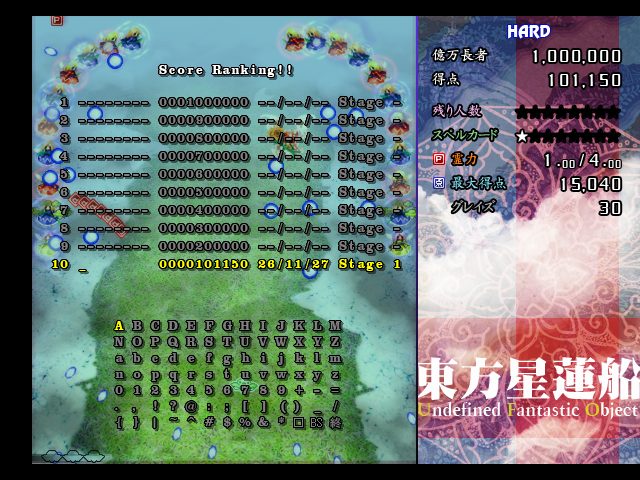 Score Ranking!!
1 -------- 0001000000 --/--/-- Stage -
2 -------- 0000900000 --/--/-- Stage -
3 -------- 0000800000 --/--/-- Stage -
4 -------- 0000700000 --/--/-- Stage -
5 -------- 0000600000 --/--/-- Stage -
6 -------- 0000500000 --/--/-- Stage -
7 -------- 0000400000 --/--/-- Stage -
8 -------- 0000300000 --/--/-- Stage -
9 -------- 0000200000 --/--/-- Stage -
10 _ 0000101150 26/11/27 Stage 1
A B C D E F G H I J K L M
N O P Q R S T U V W X Y Z
a b c d e f g h i j k l m
n o p q r s t u v w x y z
0 1 2 3 4 5 6 7 8 9 + - =
. , ! ? @ : ; [ ] ( ) _ /
{ } | ~ ^ # $ % & * □ BS 終
HARD
億万長者 1,000,000
得点 101,150
残り人数 ★★★★★★★★
スペルカード ★★★★★★★★
P 霊力 1.00/4.00
点 最大得点 15,040
グレイズ 30
東方星蓮船
Undefined Fantastic Object